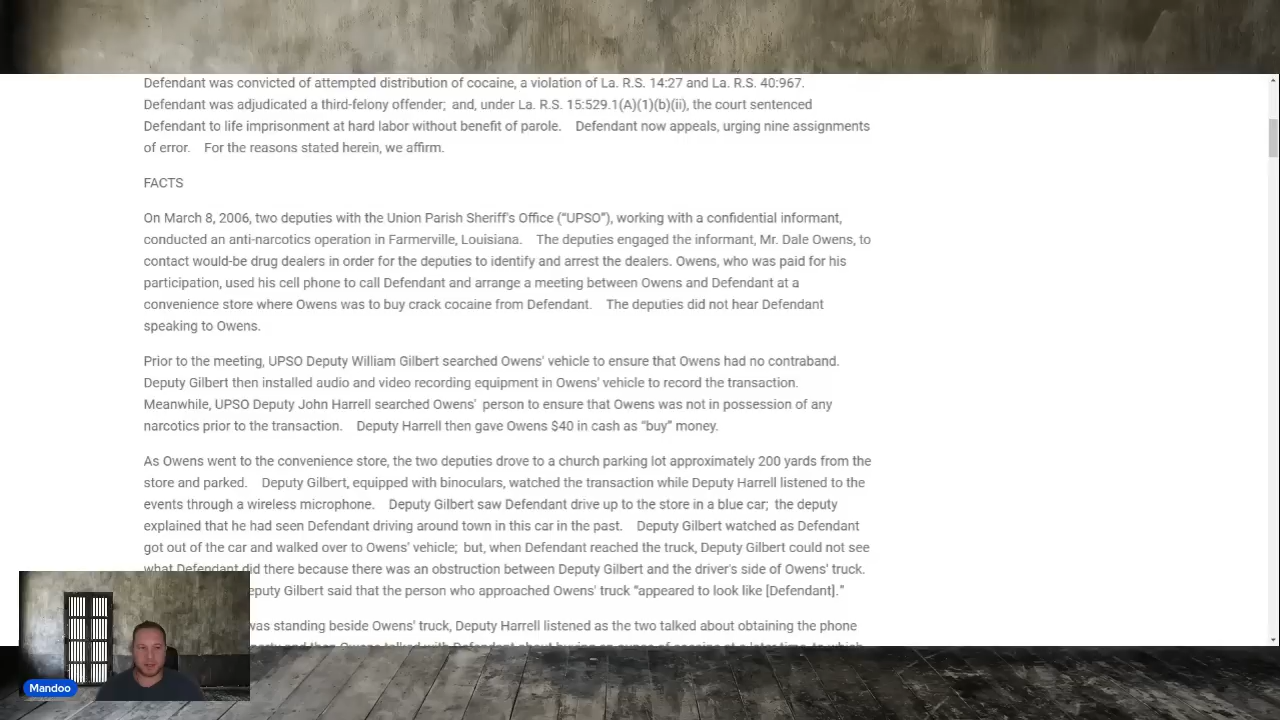 Defendant was convicted of attempted distribution of cocaine, a violation of La. R.S. 14:27 and La. R.S. 40:967.
Defendant was adjudicated a third-felony offender; and, under La. R.S. 15:529.1(A)(1)(b)(ii), the court sentenced
Defendant to life imprisonment at hard labor without benefit of parole. Defendant now appeals, urging nine assignments
of error. For the reasons stated herein, we affirm.
FACTS
On March 8, 2006, two deputies with the Union Parish Sheriff's Office (“UPSO”), working with a confidential informant,
conducted an anti-narcotics operation in Farmerville, Louisiana. The deputies engaged the informant, Mr. Dale Owens, to
contact would-be drug dealers in order for the deputies to identify and arrest the dealers. Owens, who was paid for his
participation, used his cell phone to call Defendant and arrange a meeting between Owens and Defendant at a
convenience store where Owens was to buy crack cocaine from Defendant. The deputies did not hear Defendant
speaking to Owens.
Prior to the meeting, UPSO Deputy William Gilbert searched Owens' vehicle to ensure that Owens had no contraband.
Deputy Gilbert then installed audio and video recording equipment in Owens' vehicle to record the transaction.
Meanwhile, UPSO Deputy John Harrell searched Owens' person to ensure that Owens was not in possession of any
narcotics prior to the transaction. Deputy Harrell then gave Owens $40 in cash as “buy” money.
As Owens went to the convenience store, the two deputies drove to a church parking lot approximately 200 yards from the
store and parked. Deputy Gilbert, equipped with binoculars, watched the transaction while Deputy Harrell listened to the
events through a wireless microphone. Deputy Gilbert saw Defendant drive up to the store in a blue car; the deputy
explained that he had seen Defendant driving around town in this car in the past. Deputy Gilbert watched as Defendant
got out of the car and walked over to Owens' vehicle; but, when Defendant reached the truck, Deputy Gilbert could not see
what Defendant did there because there was an obstruction between Deputy Gilbert and the driver's side of Owens' truck.
eputy Gilbert said that the person who approached Owens' truck “appeared to look like [Defendant].”
was standing beside Owens' truck, Deputy Harrell listened as the two talked about obtaining the phone
Mandoo